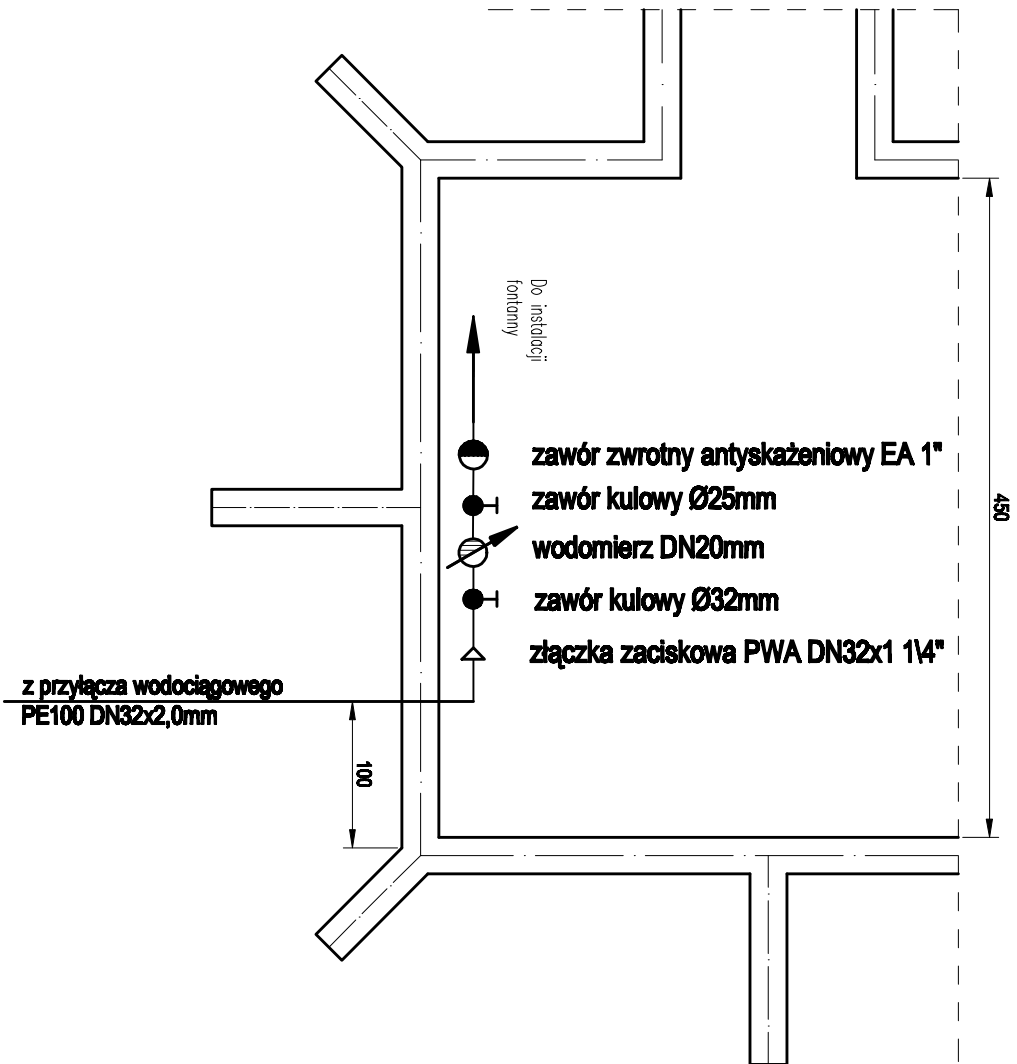 Do instalacji
fontanny
zawór zwrotny antyskażeniowy EA 1"
zawór kulowy Ø25mm
450
wodomierz DN20mm
zawór kulowy Ø32mm
złączka zaciskowa PWA DN32x1 1\4"
z przyłącza wodociągowego
PE100 DN32x2,0mm
100